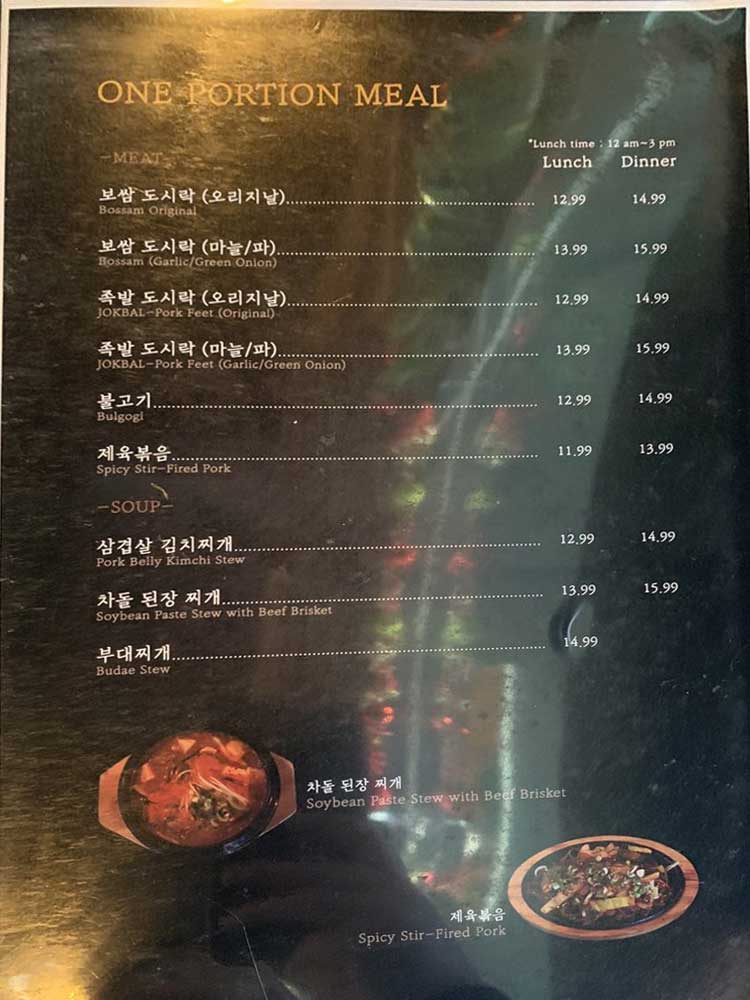 ONE PORTION MEAL
*Lunch time : 12 am~3 pm
-MEAT- Lunch Dinner
보쌈 도시락 (오리지날) 12.99 14.99
Bossam Original
보쌈 도시락 (마늘/파) 13.99 15.99
Bossam (Garlic/Green Onion)
족발 도시락 (오리지날) 12.99 14.99
JOKBAL-Pork Feet (Original)
족발 도시락 (마늘/파) 13.99 15.99
JOKBAL-Pork Feet (Garlic/Green Onion)
불고기 12.99 14.99
Bulgogi
제육볶음 11.99 13.99
Spicy Stir-Fired Pork
-SOUP-
삼겹살 김치찌개 12.99 14.99
Pork Belly Kimchi Stew
차돌 된장 찌개 13.99 15.99
Soybean Paste Stew with Beef Brisket
부대찌개 14.99
Budae Stew
차돌 된장 찌개
Soybean Paste Stew with Beef Brisket
제육볶음
Spicy Stir-Fired Pork